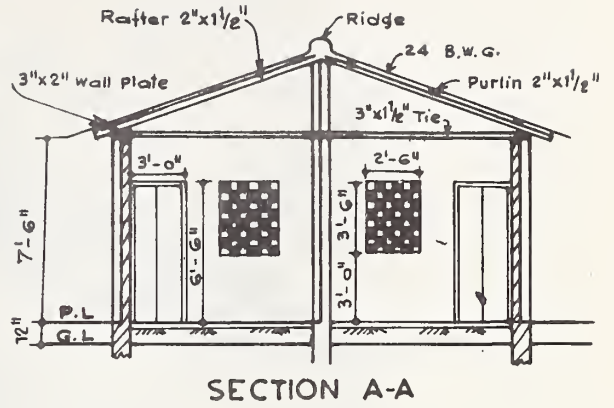 Rafter 2"x1½"
Ridge
24 B.W.G.
3"x2" Wall Plate
Purlin 2"x1½"
3"x1½" Tie
3'-0"
2'-6"
7'-6"
6'-6"
3'-6"
3'-0"
P.L
12"
G.L
SECTION A-A